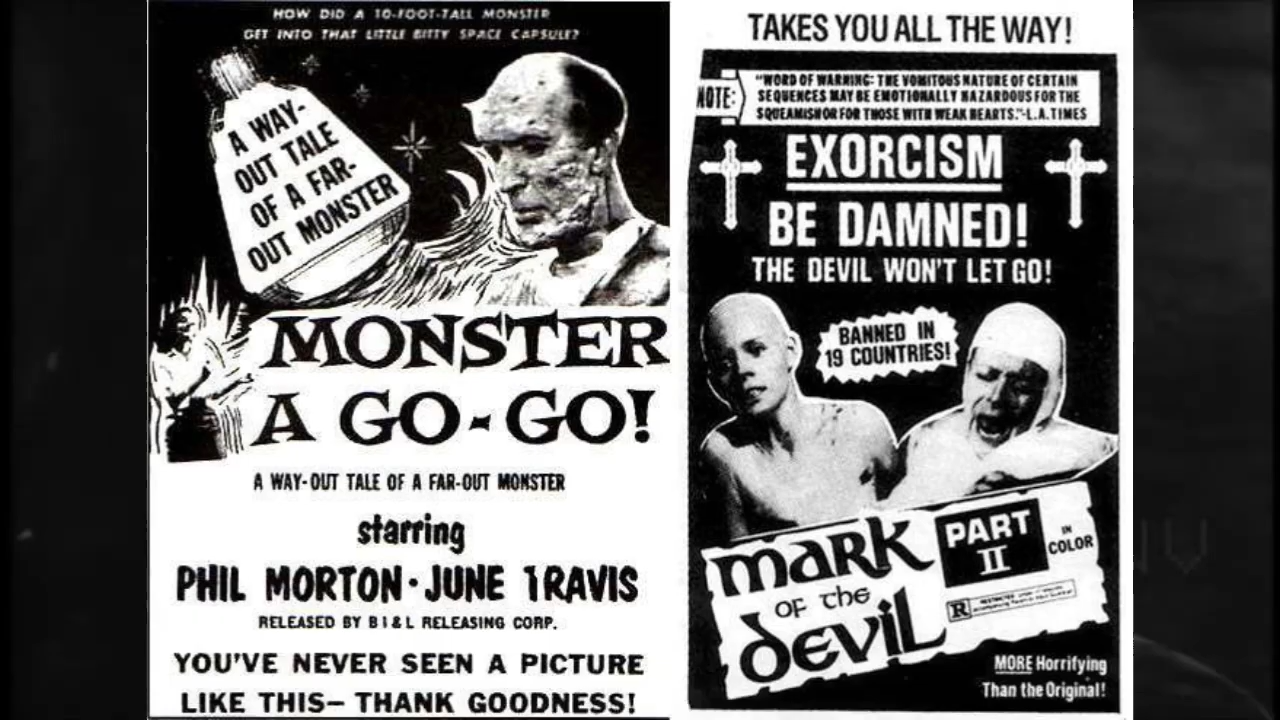 HOW DID A 10-FOOT-TALL MONSTER
GET INTO THAT LITTLE BITTY SPACE CAPSULE?
A WAY-
OUT TALE
OF A FAR-
OUT MONSTER
MONSTER
A GO-GO!
A WAY-OUT TALE OF A FAR-OUT MONSTER
starring
PHIL MORTON · JUNE TRAVIS
RELEASED BY B I & L RELEASING CORP.
YOU'VE NEVER SEEN A PICTURE
LIKE THIS— THANK GOODNESS!
TAKES YOU ALL THE WAY!
NOTE:
"WORD OF WARNING: THE VOMITOUS NATURE OF CERTAIN
SEQUENCES MAY BE EMOTIONALLY HAZARDOUS FOR THE
SQUEAMISH OR FOR THOSE WITH WEAK HEARTS."-L.A. TIMES
EXORCISM
BE DAMNED!
THE DEVIL WON'T LET GO!
BANNED IN
19 COUNTRIES!
MARK
OF THE
DEVIL
PART
II
IN
COLOR
R
RESTRICTED
MORE Horrifying
Than the Original!